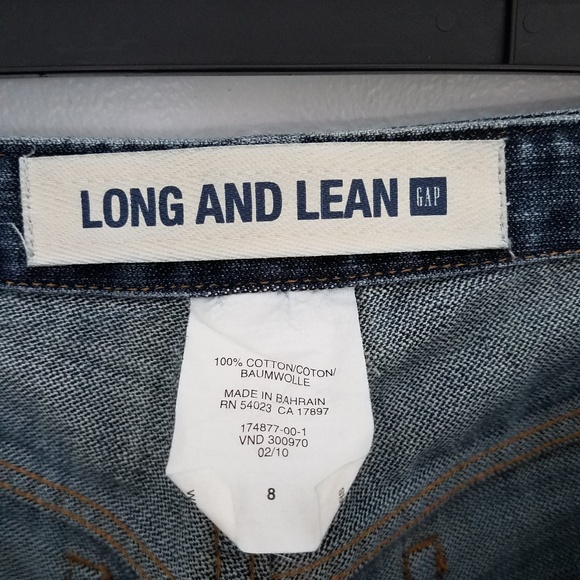 LONG AND LEAN GAP
100% COTTON/COTON/
BAUMWOLLE
MADE IN BAHRAIN
RN 54023 CA 17897
174877-00-1
VND 300970
02/10
8